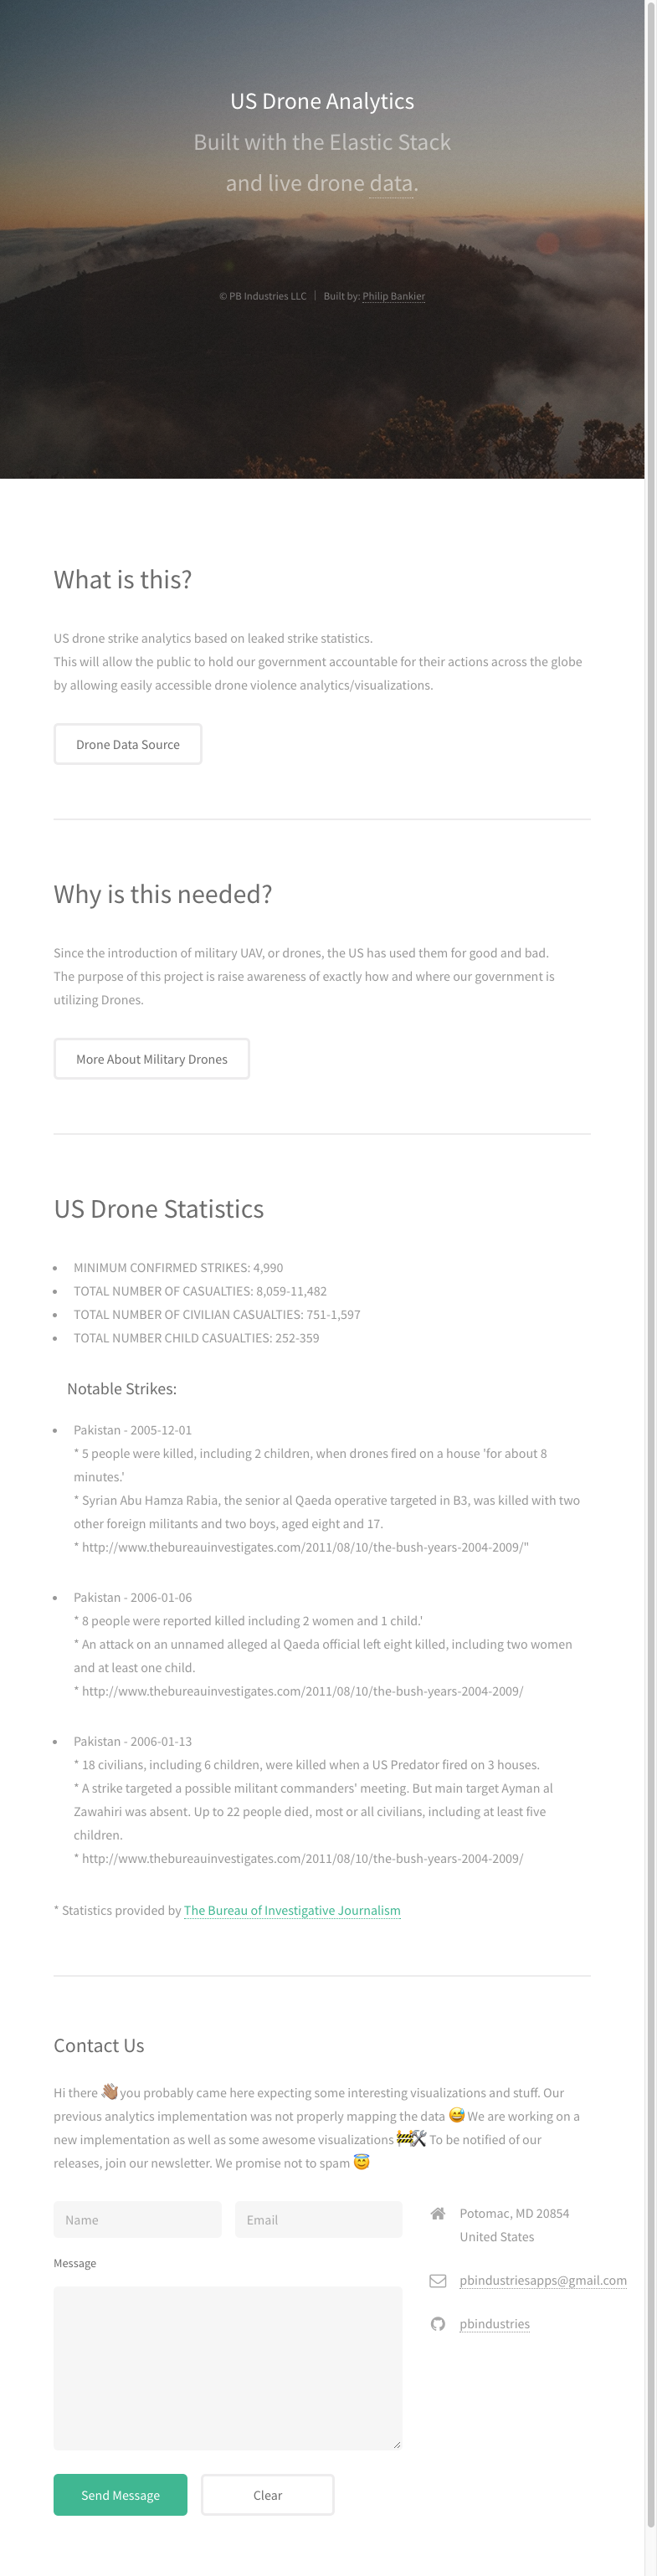 US Drone Analytics
Built with the Elastic Stack
and live drone data.
© PB Industries LLC | Built by: Philip Bankier
What is this?
US drone strike analytics based on leaked strike statistics.
This will allow the public to hold our government accountable for their actions across the globe
by allowing easily accessible drone violence analytics/visualizations.
Drone Data Source
Why is this needed?
Since the introduction of military UAV, or drones, the US has used them for good and bad.
The purpose of this project is raise awareness of exactly how and where our government is
utilizing Drones.
More About Military Drones
US Drone Statistics
• MINIMUM CONFIRMED STRIKES: 4,990
• TOTAL NUMBER OF CASUALTIES: 8,059-11,482
• TOTAL NUMBER OF CIVILIAN CASUALTIES: 751-1,597
• TOTAL NUMBER CHILD CASUALTIES: 252-359
Notable Strikes:
• Pakistan - 2005-12-01
* 5 people were killed, including 2 children, when drones fired on a house 'for about 8
minutes.'
* Syrian Abu Hamza Rabia, the senior al Qaeda operative targeted in B3, was killed with two
other foreign militants and two boys, aged eight and 17.
* http://www.thebureauinvestigates.com/2011/08/10/the-bush-years-2004-2009/"
• Pakistan - 2006-01-06
* 8 people were reported killed including 2 women and 1 child.'
* An attack on an unnamed alleged al Qaeda official left eight killed, including two women
and at least one child.
* http://www.thebureauinvestigates.com/2011/08/10/the-bush-years-2004-2009/
• Pakistan - 2006-01-13
* 18 civilians, including 6 children, were killed when a US Predator fired on 3 houses.
* A strike targeted a possible militant commanders' meeting. But main target Ayman al
Zawahiri was absent. Up to 22 people died, most or all civilians, including at least five
children.
* http://www.thebureauinvestigates.com/2011/08/10/the-bush-years-2004-2009/
* Statistics provided by The Bureau of Investigative Journalism
Contact Us
Hi there 👋🏽 you probably came here expecting some interesting visualizations and stuff. Our
previous analytics implementation was not properly mapping the data 😅 We are working on a
new implementation as well as some awesome visualizations 🚧🛠 To be notified of our
releases, join our newsletter. We promise not to spam 😇
Name
Email
Message
Send Message
Clear
Potomac, MD 20854
United States
pbindustriesapps@gmail.com
pbindustries